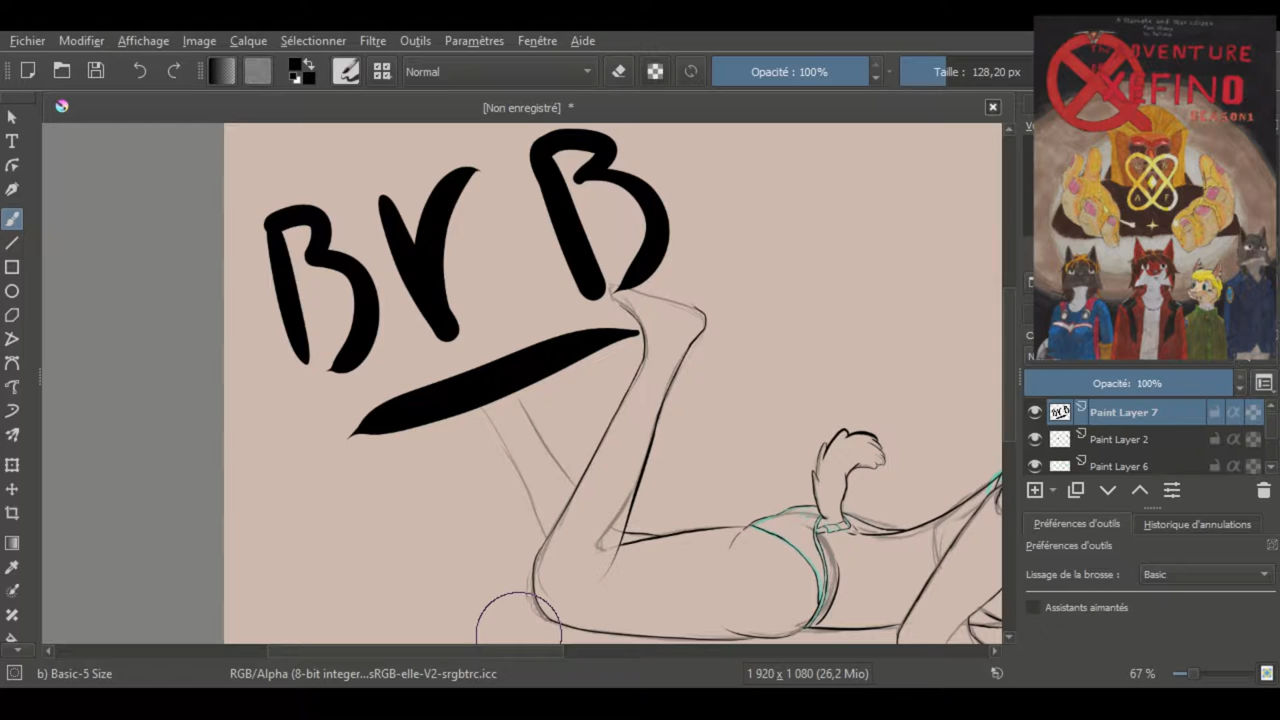 Fichier Modifier Affichage Image Calque Sélectionner Filtre Outils Paramètres Fenêtre Aide
Normal Opacité : 100% Taille : 128,20 px
[Non enregistré] *
BrB
ADVENTURE
SEASON 1
Opacité: 100%
Paint Layer 7
Paint Layer 2
Paint Layer 6
Préférences d'outils Historique d'annulations
Préférences d'outils
Lissage de la brosse : Basic
Assistants aimantés
b) Basic-5 Size RGB/Alpha (8-bit integer...sRGB-elle-V2-srgbtrc.icc 1 920 x 1 080 (26,2 Mio) 67 %